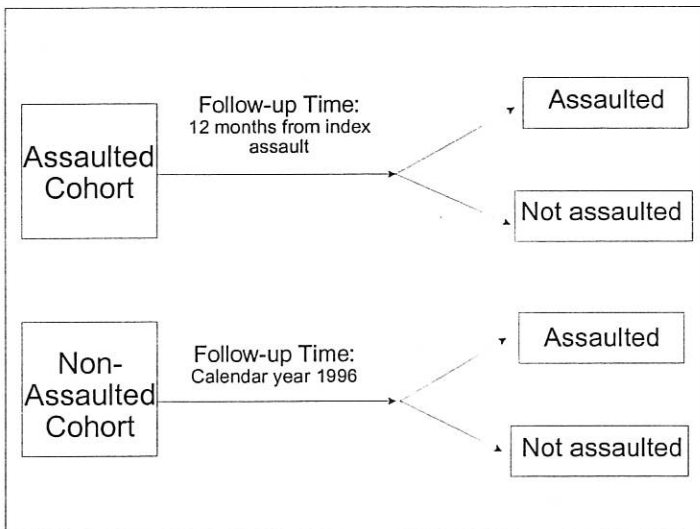 Assaulted
Cohort
Follow-up Time:
12 months from index
assault
Assaulted
Not assaulted
Non-
Assaulted
Cohort
Follow-up Time:
Calendar year 1996
Assaulted
Not assaulted